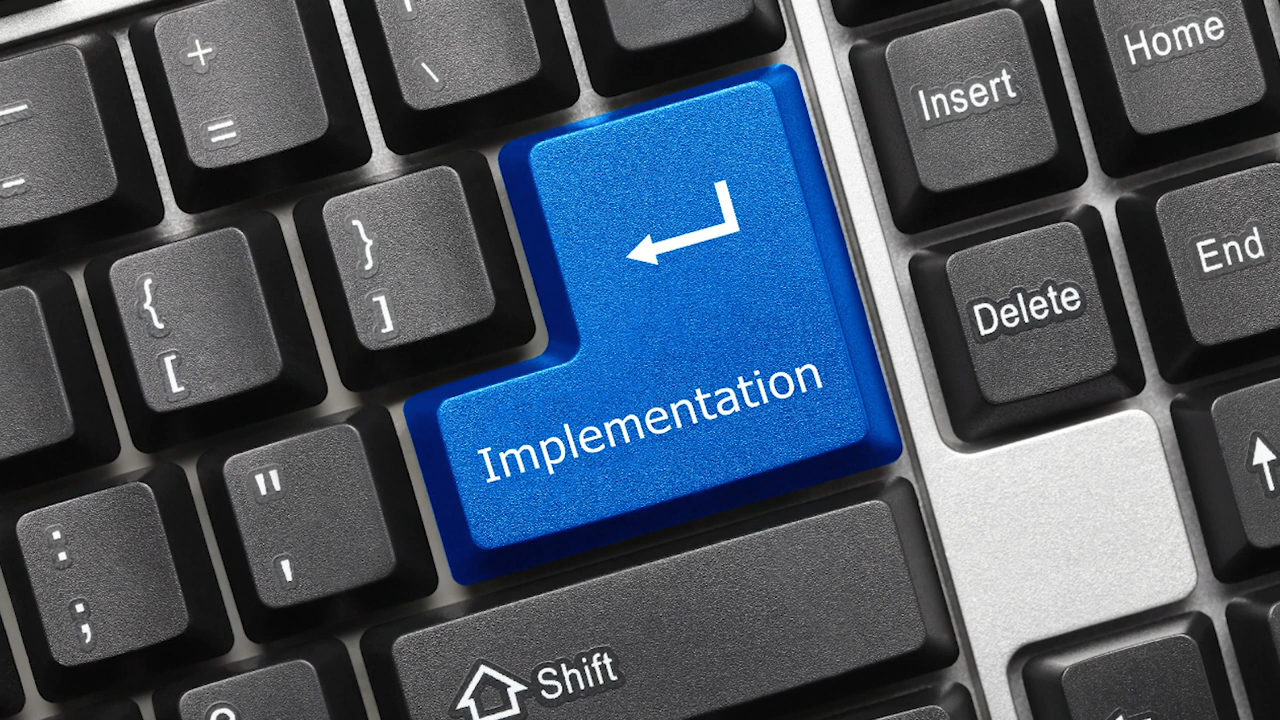 +
=
\
Insert
Home
{
[
}
]
Delete
End
Implementation
"
'
:
;
Shift